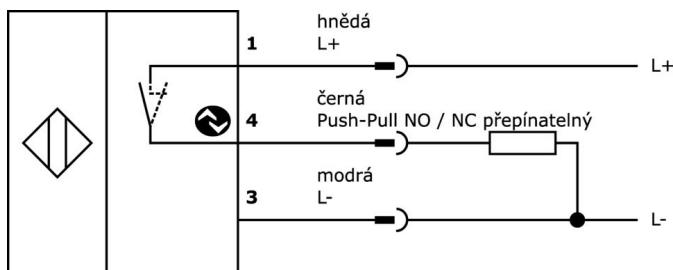 hnědá
1 L+
L+
černá
4 Push-Pull NO / NC přepínatelný
modrá
3 L-
L-